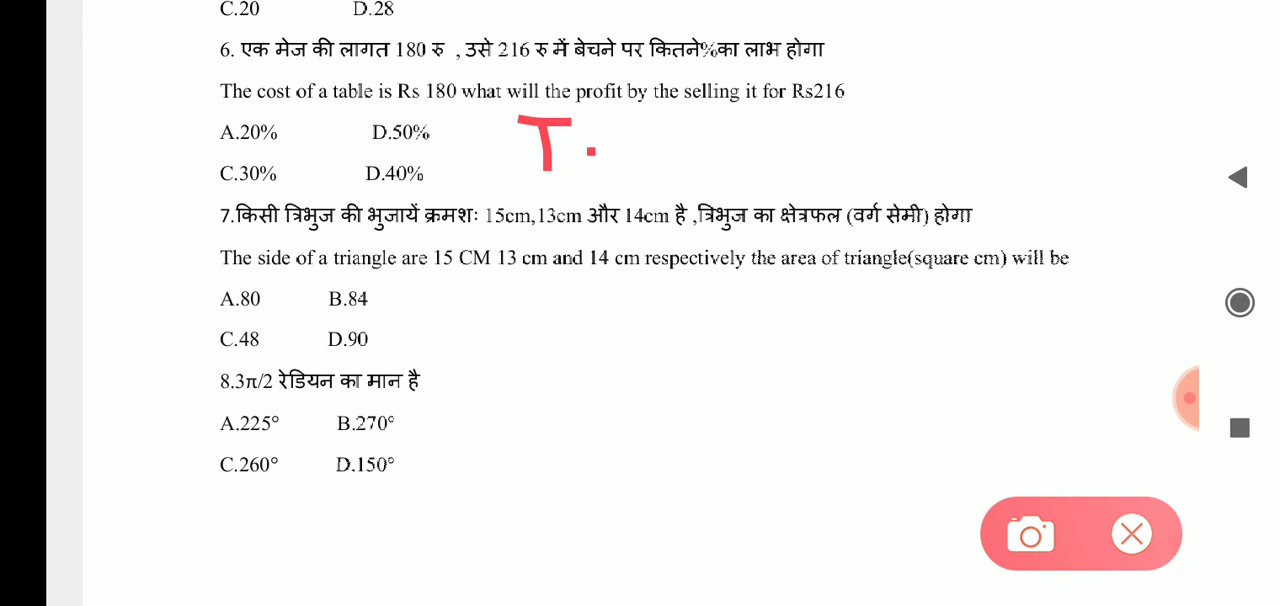 C.20 D.28
6. एक मेज की लागत 180 रु , उसे 216 रु में बेचने पर कितने%का लाभ होगा
The cost of a table is Rs 180 what will the profit by the selling it for Rs216
A.20% D.50%
C.30% D.40%
7.किसी त्रिभुज की भुजायें क्रमशः 15cm,13cm और 14cm है ,त्रिभुज का क्षेत्रफल (वर्ग सेमी) होगा
The side of a triangle are 15 CM 13 cm and 14 cm respectively the area of triangle(square cm) will be
A.80 B.84
C.48 D.90
8.3π/2 रेडियन का मान है
A.225° B.270°
C.260° D.150°